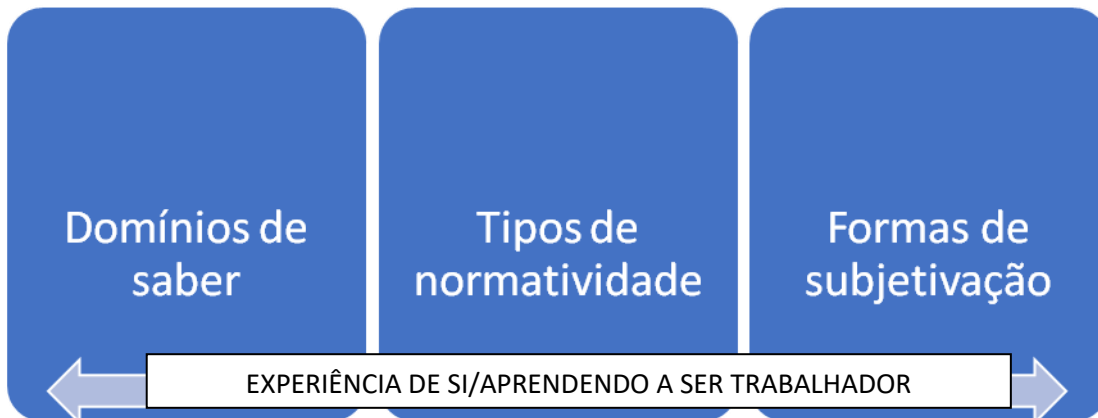 Domínios de
saber
Tipos de
normatividade
Formas de
subjetivação
EXPERIÊNCIA DE SI/APRENDENDO A SER TRABALHADOR